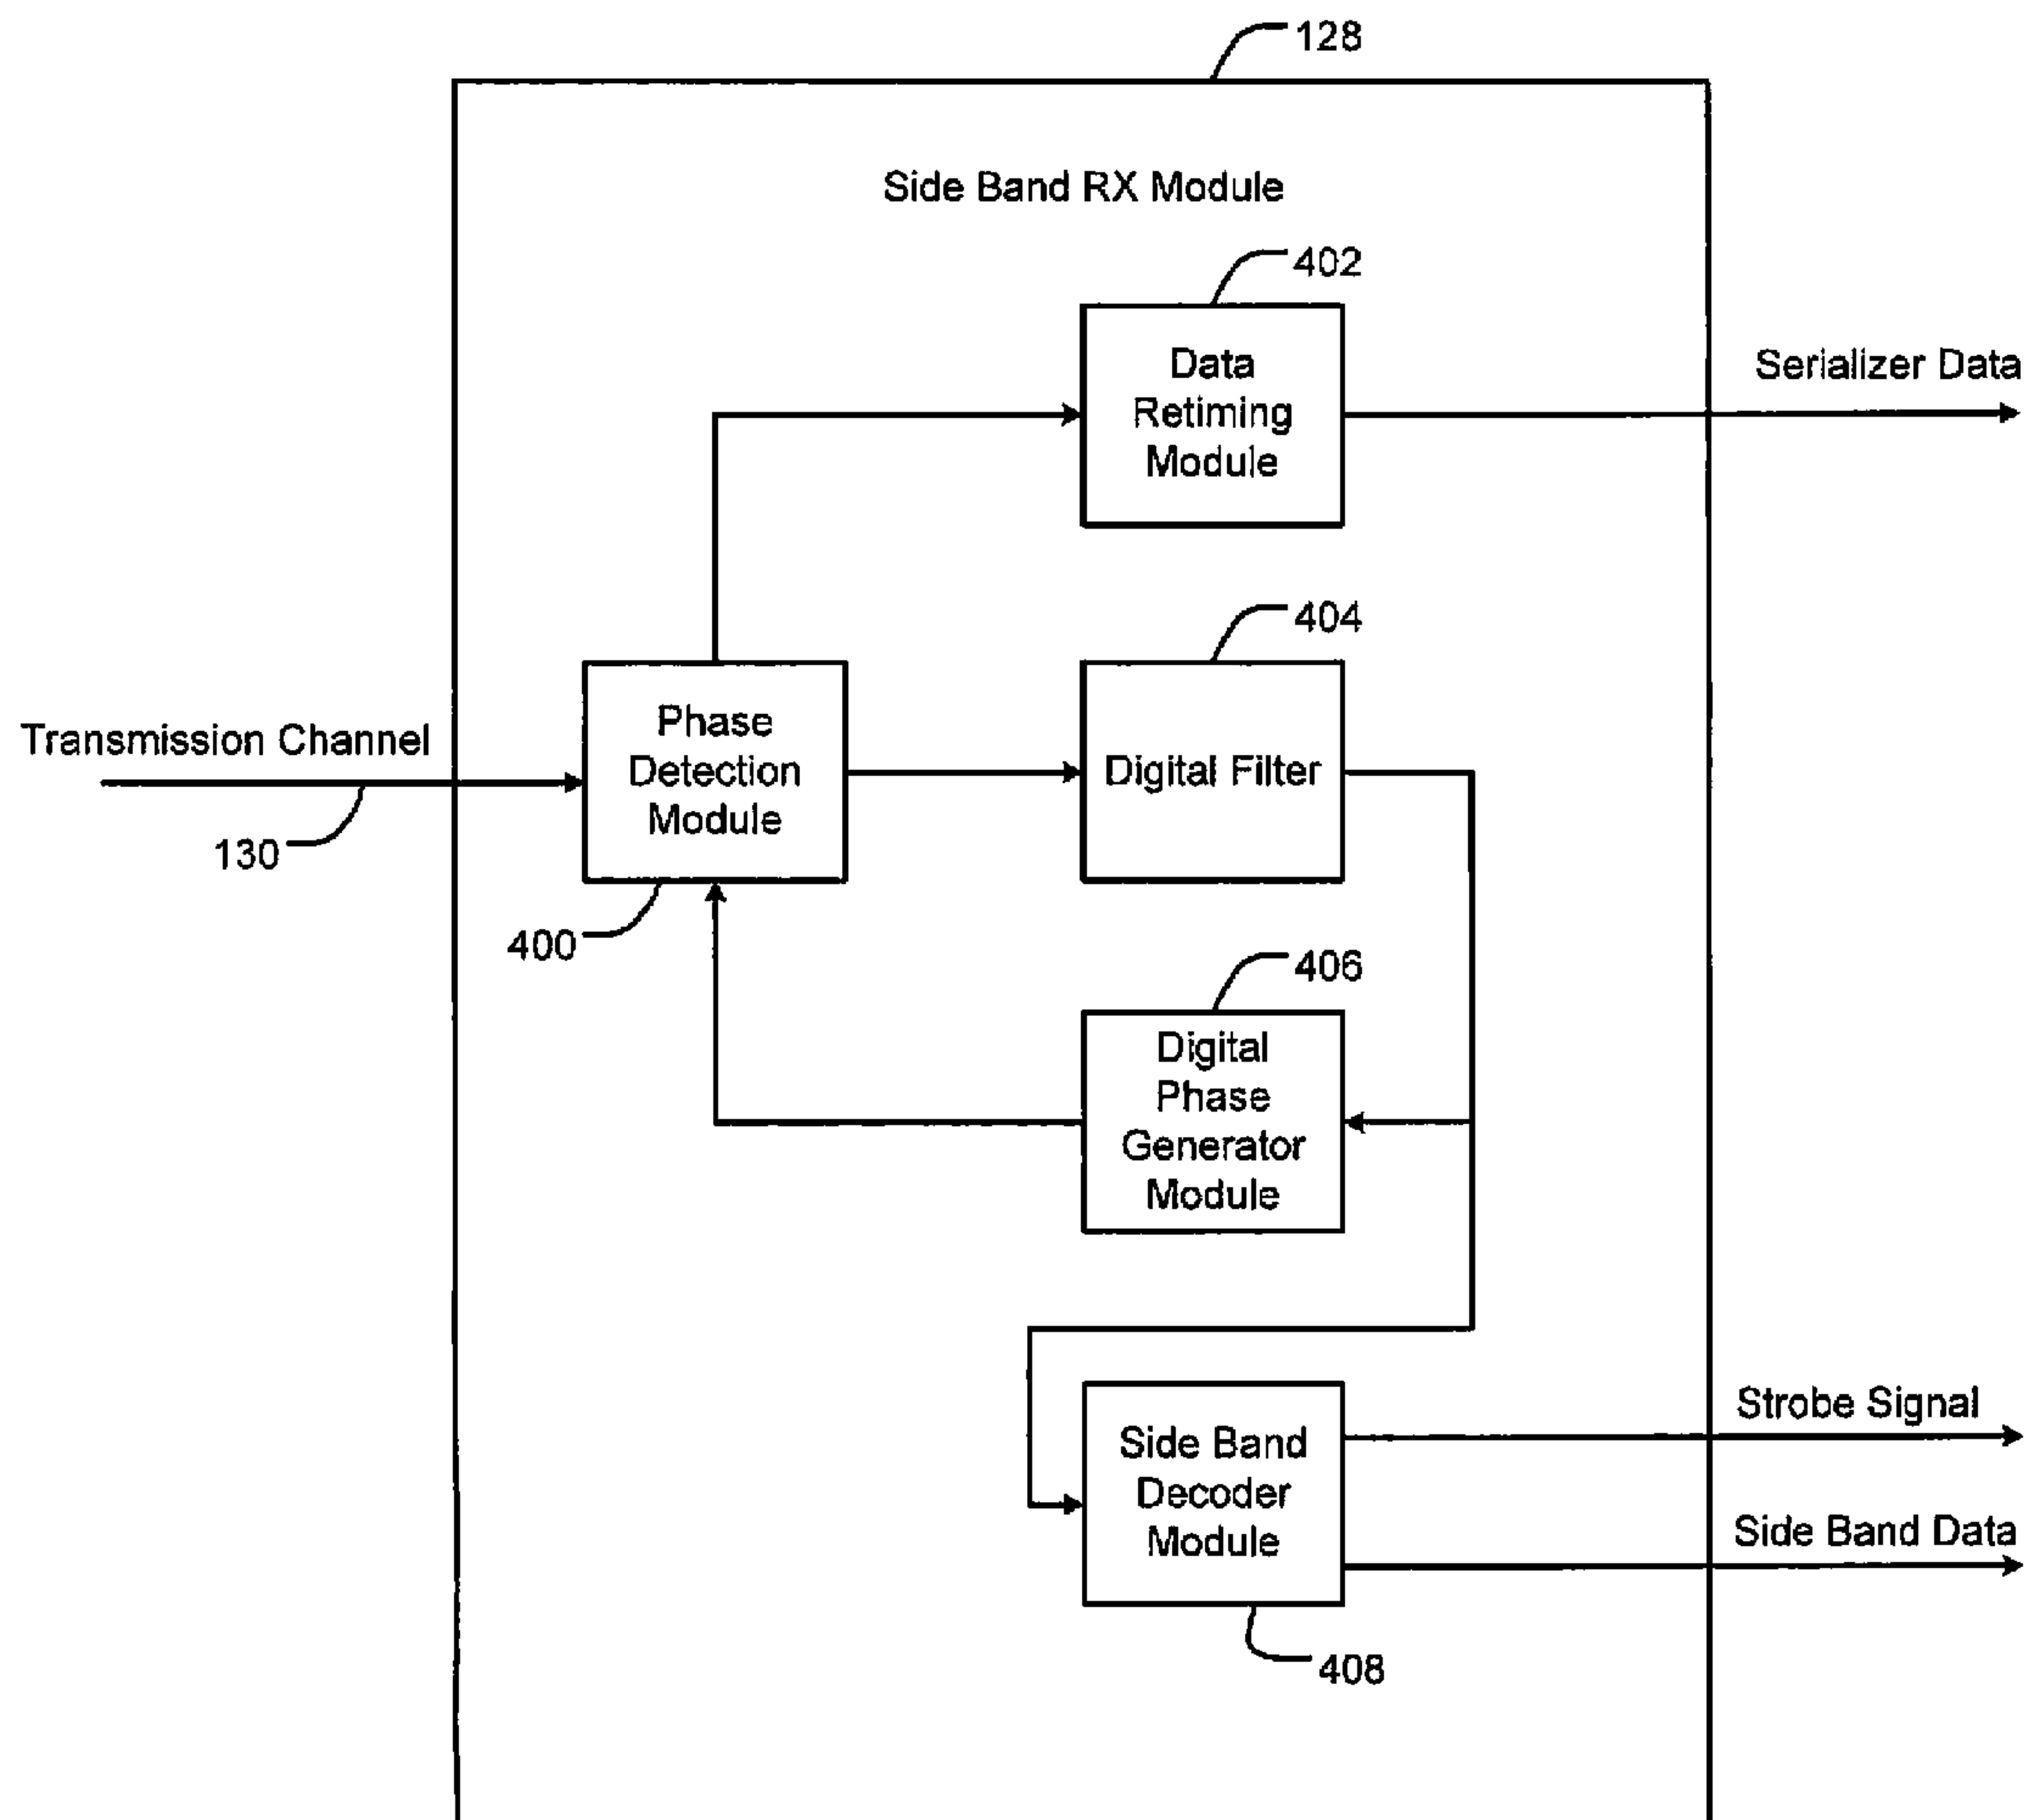 128
Side Band RX Module
402
Data
Retiming
Module
Serializer Data
404
Transmission Channel
Phase
Detection
Module
Digital Filter
130
400
406
Digital
Phase
Generator
Module
Strobe Signal
Side Band
Decoder
Module
Side Band Data
408